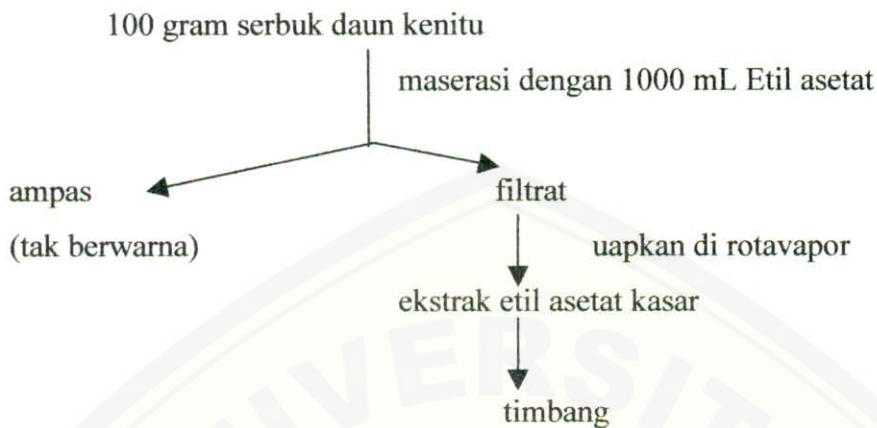 100 gram serbuk daun kenitu
maserasi dengan 1000 mL Etil asetat
ampas
filtrat
(tak berwarna)
uapkan di rotavapor
ekstrak etil asetat kasar
timbang
UNIVERSIT